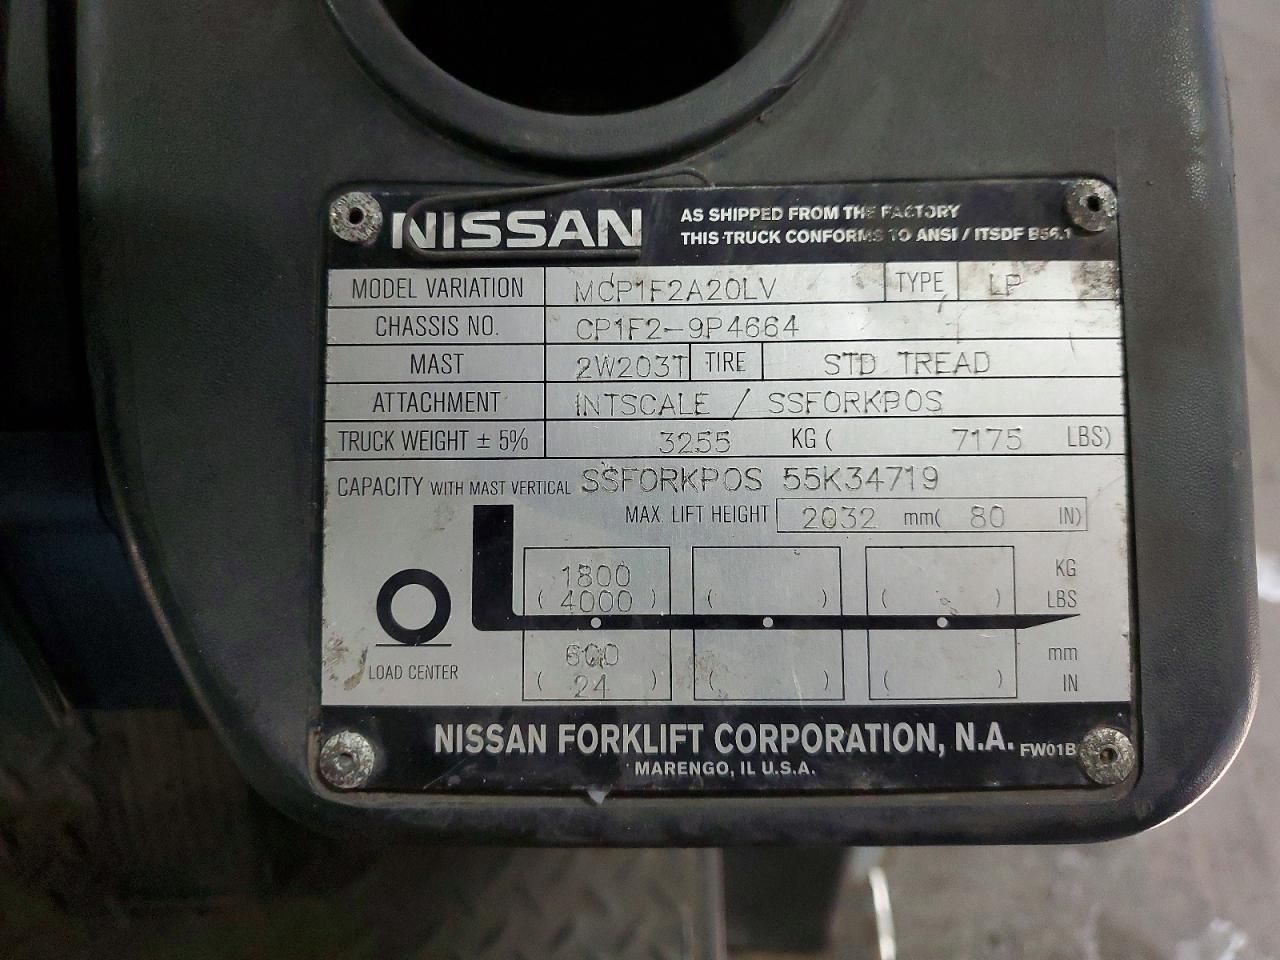 NISSAN
AS SHIPPED FROM THE FACTORY
THIS TRUCK CONFORMS TO ANSI / ITSDF B56.1
MODEL VARIATION MCP1F2A20LV TYPE LP
CHASSIS NO. CP1F2-9P4664
MAST 2W203T TIRE STD TREAD
ATTACHMENT INTSCALE / SSFORKPOS
TRUCK WEIGHT ± 5% 3255 KG ( 7175 LBS)
CAPACITY WITH MAST VERTICAL SSFORKPOS 55K34719
MAX. LIFT HEIGHT 2032 mm( 80 IN)
1800 KG
( 4000 ) ( ) ( ) LBS
600 mm
LOAD CENTER ( 24 ) ( ) ( ) IN
NISSAN FORKLIFT CORPORATION, N.A. FW01B
MARENGO, IL U.S.A.